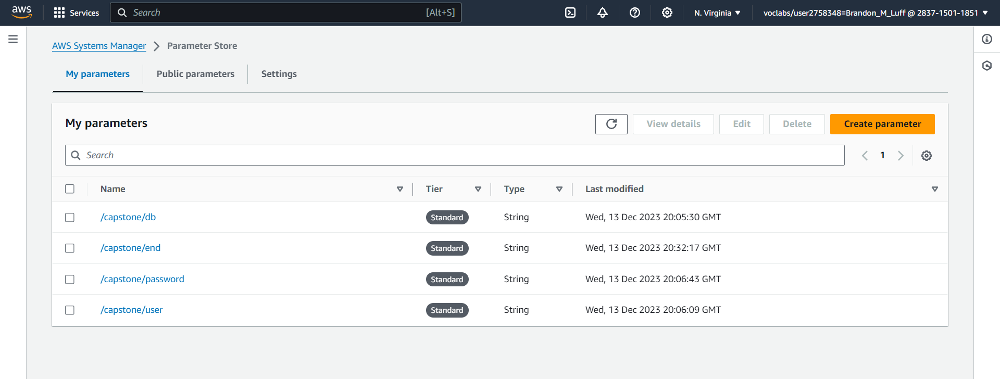 aws Services Search [Alt+S] N. Virginia voclabs/user2758348=Brandon_M_Luff @ 2837-1501-1851
AWS Systems Manager Parameter Store
My parameters Public parameters Settings
My parameters View details Edit Delete Create parameter
Search 1
Name Tier Type Last modified
/capstone/db Standard String Wed, 13 Dec 2023 20:05:30 GMT
/capstone/end Standard String Wed, 13 Dec 2023 20:32:17 GMT
/capstone/password Standard String Wed, 13 Dec 2023 20:06:43 GMT
/capstone/user Standard String Wed, 13 Dec 2023 20:06:09 GMT